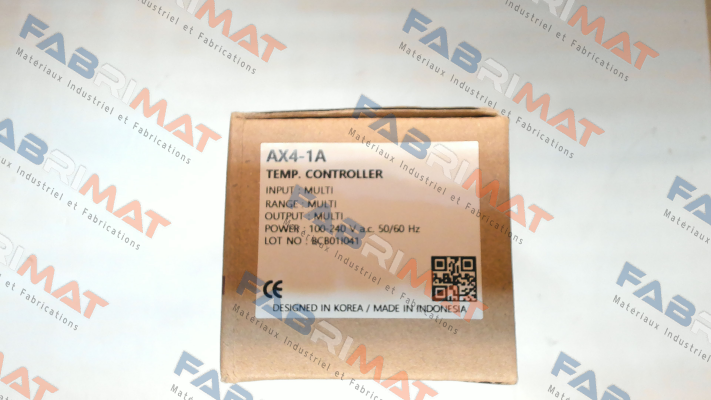 AX4-1A
TEMP. CONTROLLER
INPUT : MULTI
RANGE : MULTI
OUTPUT : MULTI
POWER : 100-240 V a.c. 50/60 Hz
LOT NO : BCB01I041
CE
DESIGNED IN KOREA / MADE IN INDONESIA
FABRIMAT
Materiaux Industriel et Fabrications